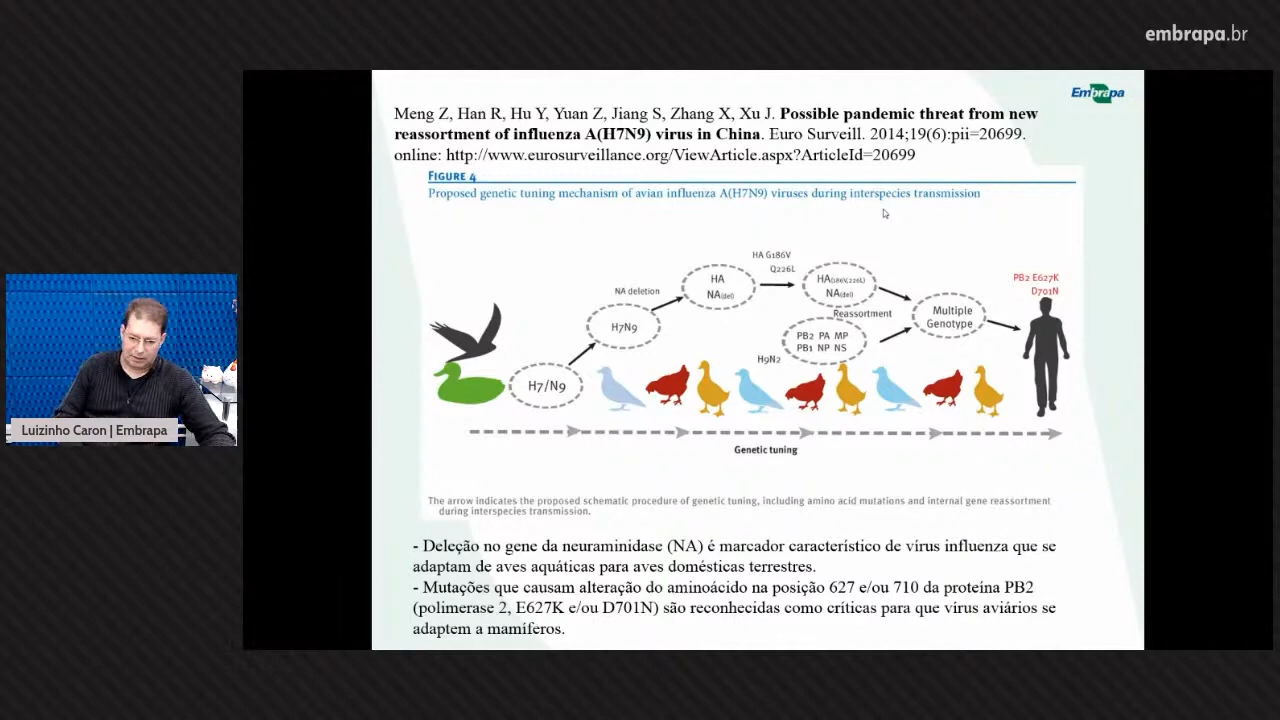 embrapa.br
Embrapa
Meng Z, Han R, Hu Y, Yuan Z, Jiang S, Zhang X, Xu J. Possible pandemic threat from new
reassortment of influenza A(H7N9) virus in China. Euro Surveill. 2014;19(6):pii=20699.
online: http://www.eurosurveillance.org/ViewArticle.aspx?ArticleId=20699
FIGURE 4
Proposed genetic tuning mechanism of avian influenza A(H7N9) viruses during interspecies transmission
HA G186V
Q226L
PB2 E627K
D701N
HA
NA(del)
HA(186V,226L)
NA(del)
NA deletion
Reassortment
Multiple
Genotype
H7N9
PB2 PA MP
PB1 NP NS
H9N2
H7/N9
Genetic tuning
The arrow indicates the proposed schematic procedure of genetic tuning, including amino acid mutations and internal gene reassortment
during interspecies transmission.
- Deleção no gene da neuraminidase (NA) é marcador característico de vírus influenza que se
adaptam de aves aquáticas para aves domésticas terrestres.
- Mutações que causam alteração do aminoácido na posição 627 e/ou 710 da proteína PB2
(polimerase 2, E627K e/ou D701N) são reconhecidas como críticas para que vírus aviários se
adaptem a mamíferos.
Luizinho Caron | Embrapa